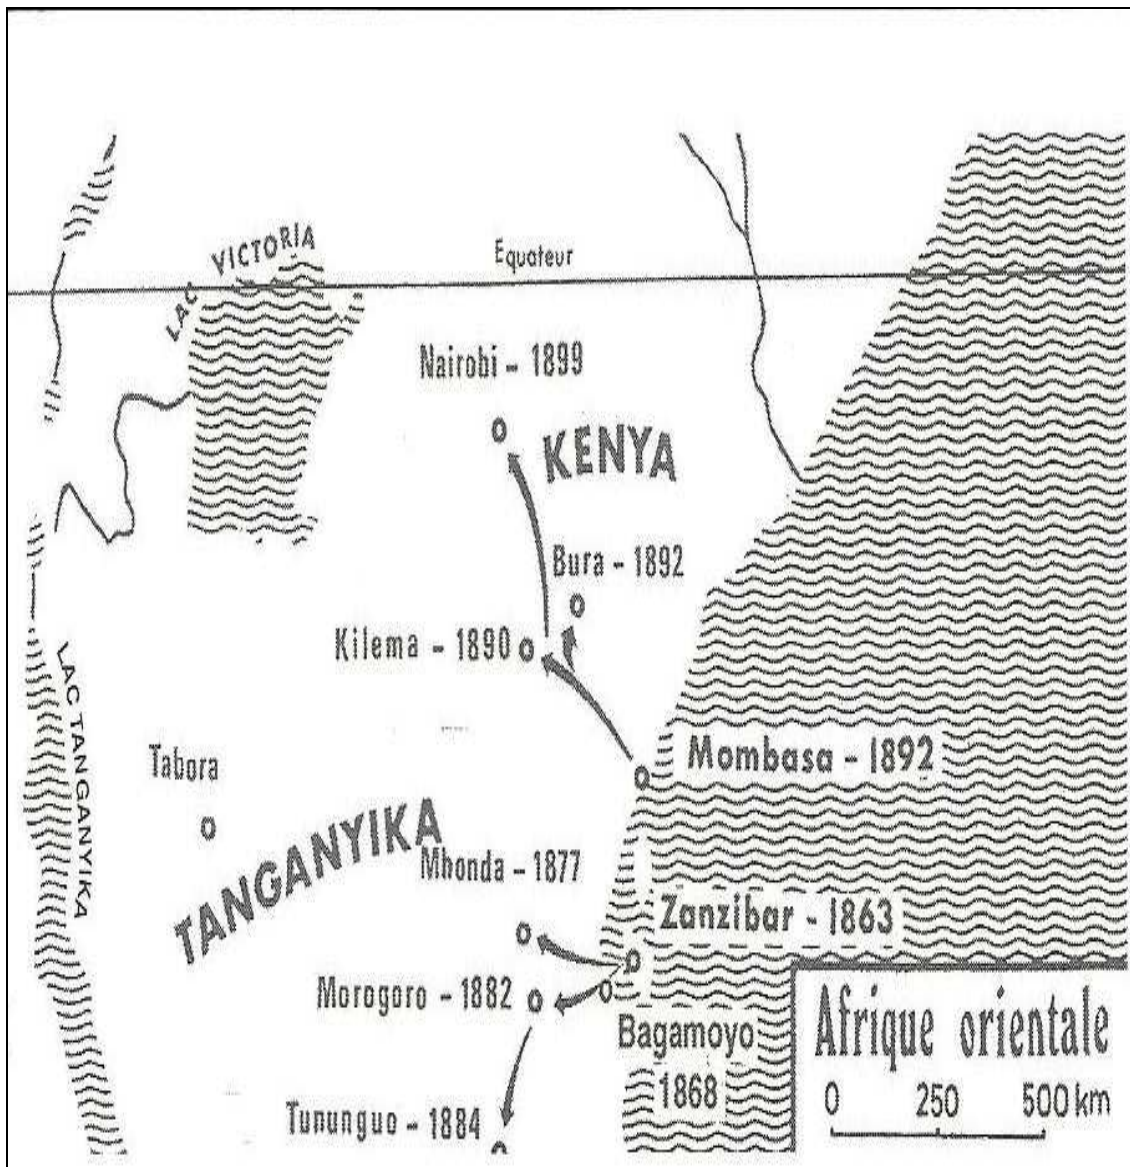 LAC VICTORIA
Equateur
Nairobi - 1899
KENYA
Bura - 1892
Kilema - 1890
LAC TANGANYIKA
Mombasa - 1892
Tabora
TANGANYIKA
Mhonda - 1877
Zanzibar - 1863
Morogoro - 1882
Bagamoyo
1868
Afrique orientale
0 250 500 km
Tununguo - 1884